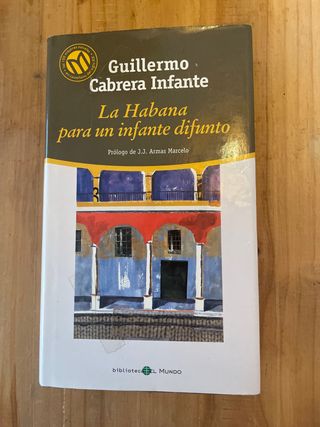 Guillermo
Cabrera Infante
La Habana
para un infante difunto
Prólogo de J.J. Armas Marcelo
biblioteca EL MUNDO